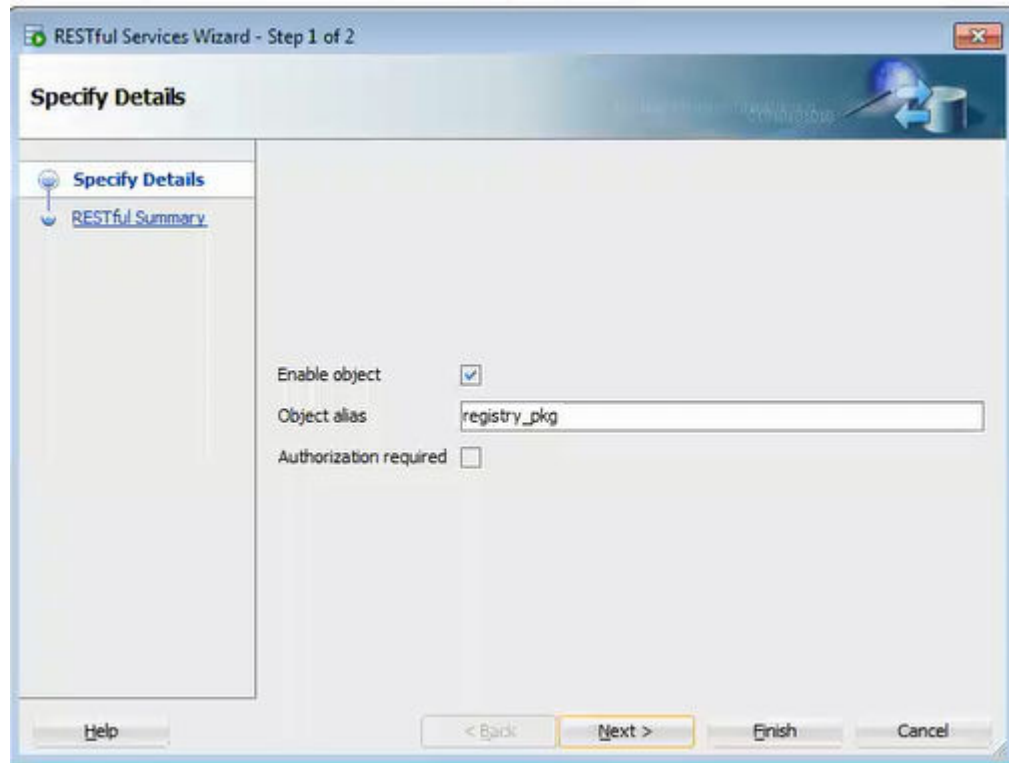 RESTful Services Wizard - Step 1 of 2
Specify Details
Specify Details
RESTful Summary
Enable object
Object alias registry_pkg
Authorization required
Help < Back Next > Finish Cancel